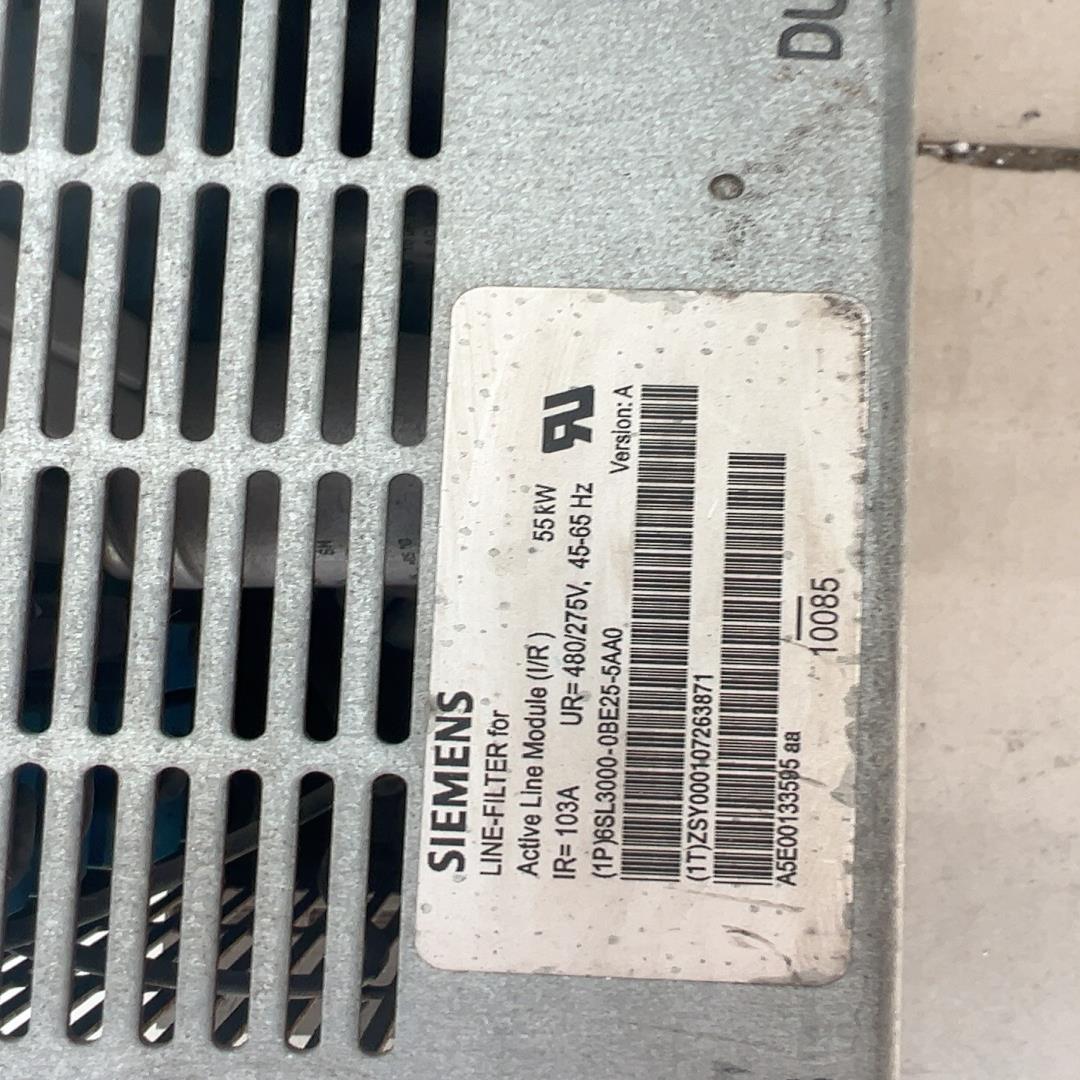 SIEMENS
LINE-FILTER for
Active Line Module (I/R )
55 kW
IR= 103A UR= 480/275V, 45-65 Hz
(1P)6SL3000-0BE25-5AA0
Version: A
(1T)ZSY000107263871
A5E00133595 aa
10085